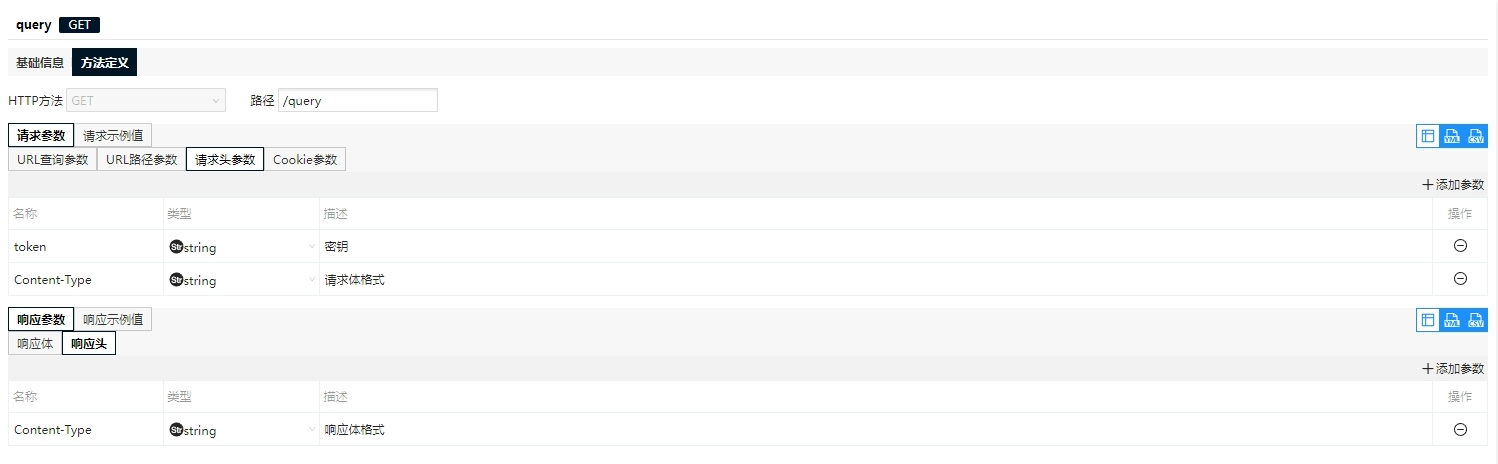 query GET
基础信息 方法定义
HTTP方法 GET 路径 /query
请求参数 请求示例值
YML CSV
URL查询参数 URL路径参数 请求头参数 Cookie参数
添加参数
名称 类型 描述 操作
token Str string 密钥
Content-Type Str string 请求体格式
响应参数 响应示例值
YML CSV
响应体 响应头
添加参数
名称 类型 描述 操作
Content-Type Str string 响应体格式